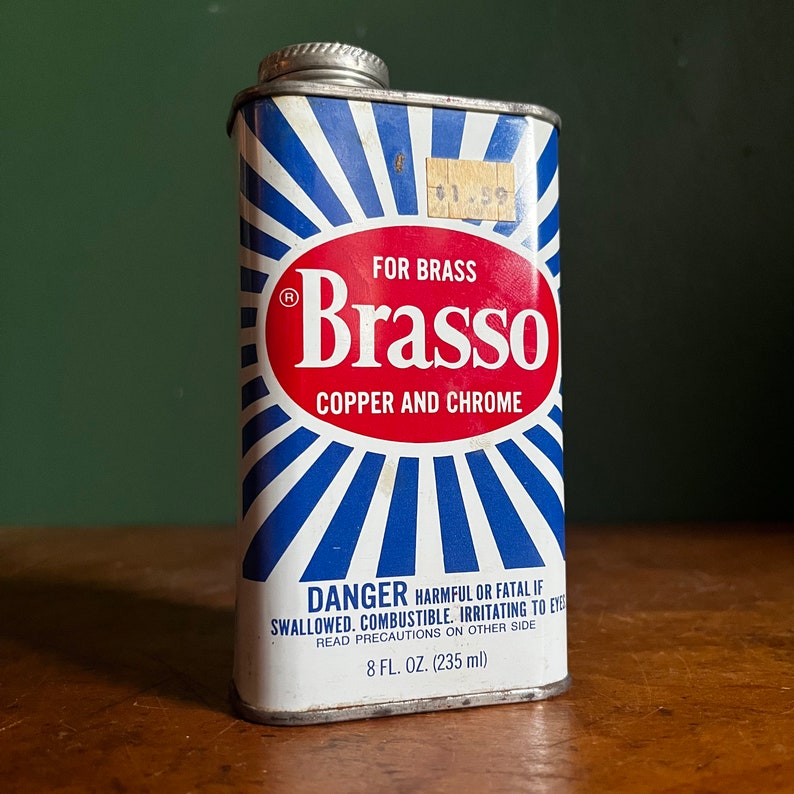 $1.59
FOR BRASS
® Brasso
COPPER AND CHROME
DANGER HARMFUL OR FATAL IF
SWALLOWED. COMBUSTIBLE. IRRITATING TO EYES.
READ PRECAUTIONS ON OTHER SIDE
8 FL. OZ. (235 ml)